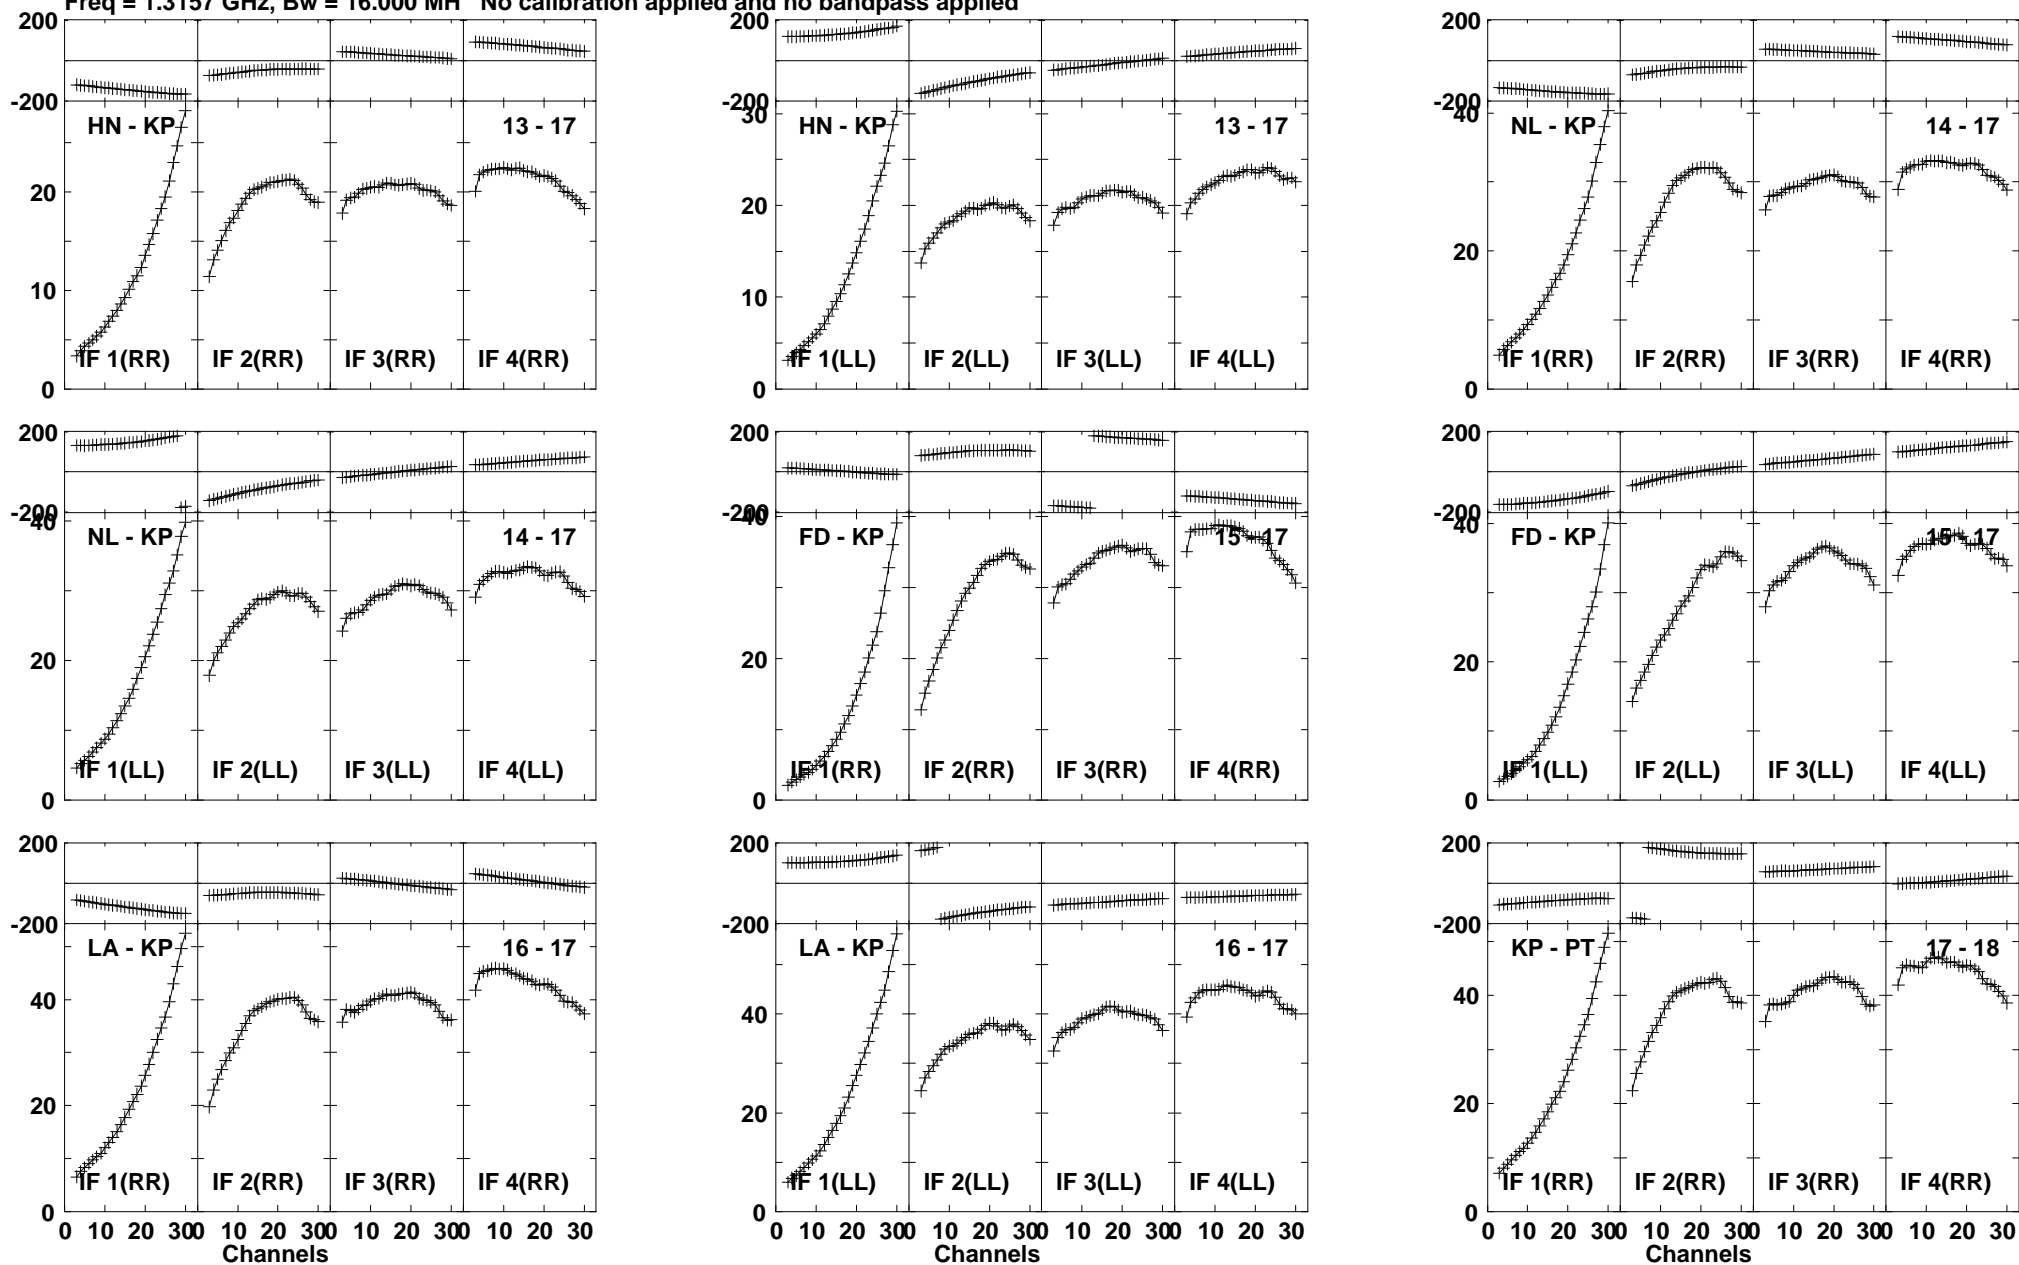 Freq = 1.3157 GHz, Bw = 16.000 MH No calibration applied and no bandpass applied
200
-200
HN - KP
13 - 17
20
10
0
IF 1(RR) IF 2(RR) IF 3(RR) IF 4(RR)
200
-200
30
HN - KP
13 - 17
20
10
0
IF 1(LL) IF 2(LL) IF 3(LL) IF 4(LL)
200
-200
40
NL - KP
14 - 17
20
0
IF 1(RR) IF 2(RR) IF 3(RR) IF 4(RR)
200
-200
40
NL - KP
14 - 17
20
0
IF 1(LL) IF 2(LL) IF 3(LL) IF 4(LL)
200
-200
40
FD - KP
15 - 17
20
0
IF 1(RR) IF 2(RR) IF 3(RR) IF 4(RR)
200
-200
40
FD - KP
15 - 17
20
0
IF 1(LL) IF 2(LL) IF 3(LL) IF 4(LL)
200
-200
LA - KP
16 - 17
40
20
0
IF 1(RR) IF 2(RR) IF 3(RR) IF 4(RR)
0 10 20 30 0 10 20 30 0 10 20 30 0 10 20 30
Channels
200
-200
LA - KP
16 - 17
40
20
0
IF 1(LL) IF 2(LL) IF 3(LL) IF 4(LL)
0 10 20 30 0 10 20 30 0 10 20 30 0 10 20 30
Channels
200
-200
KP - PT
17 - 18
40
20
0
IF 1(RR) IF 2(RR) IF 3(RR) IF 4(RR)
0 10 20 30 0 10 20 30 0 10 20 30 0 10 20 30
Channels